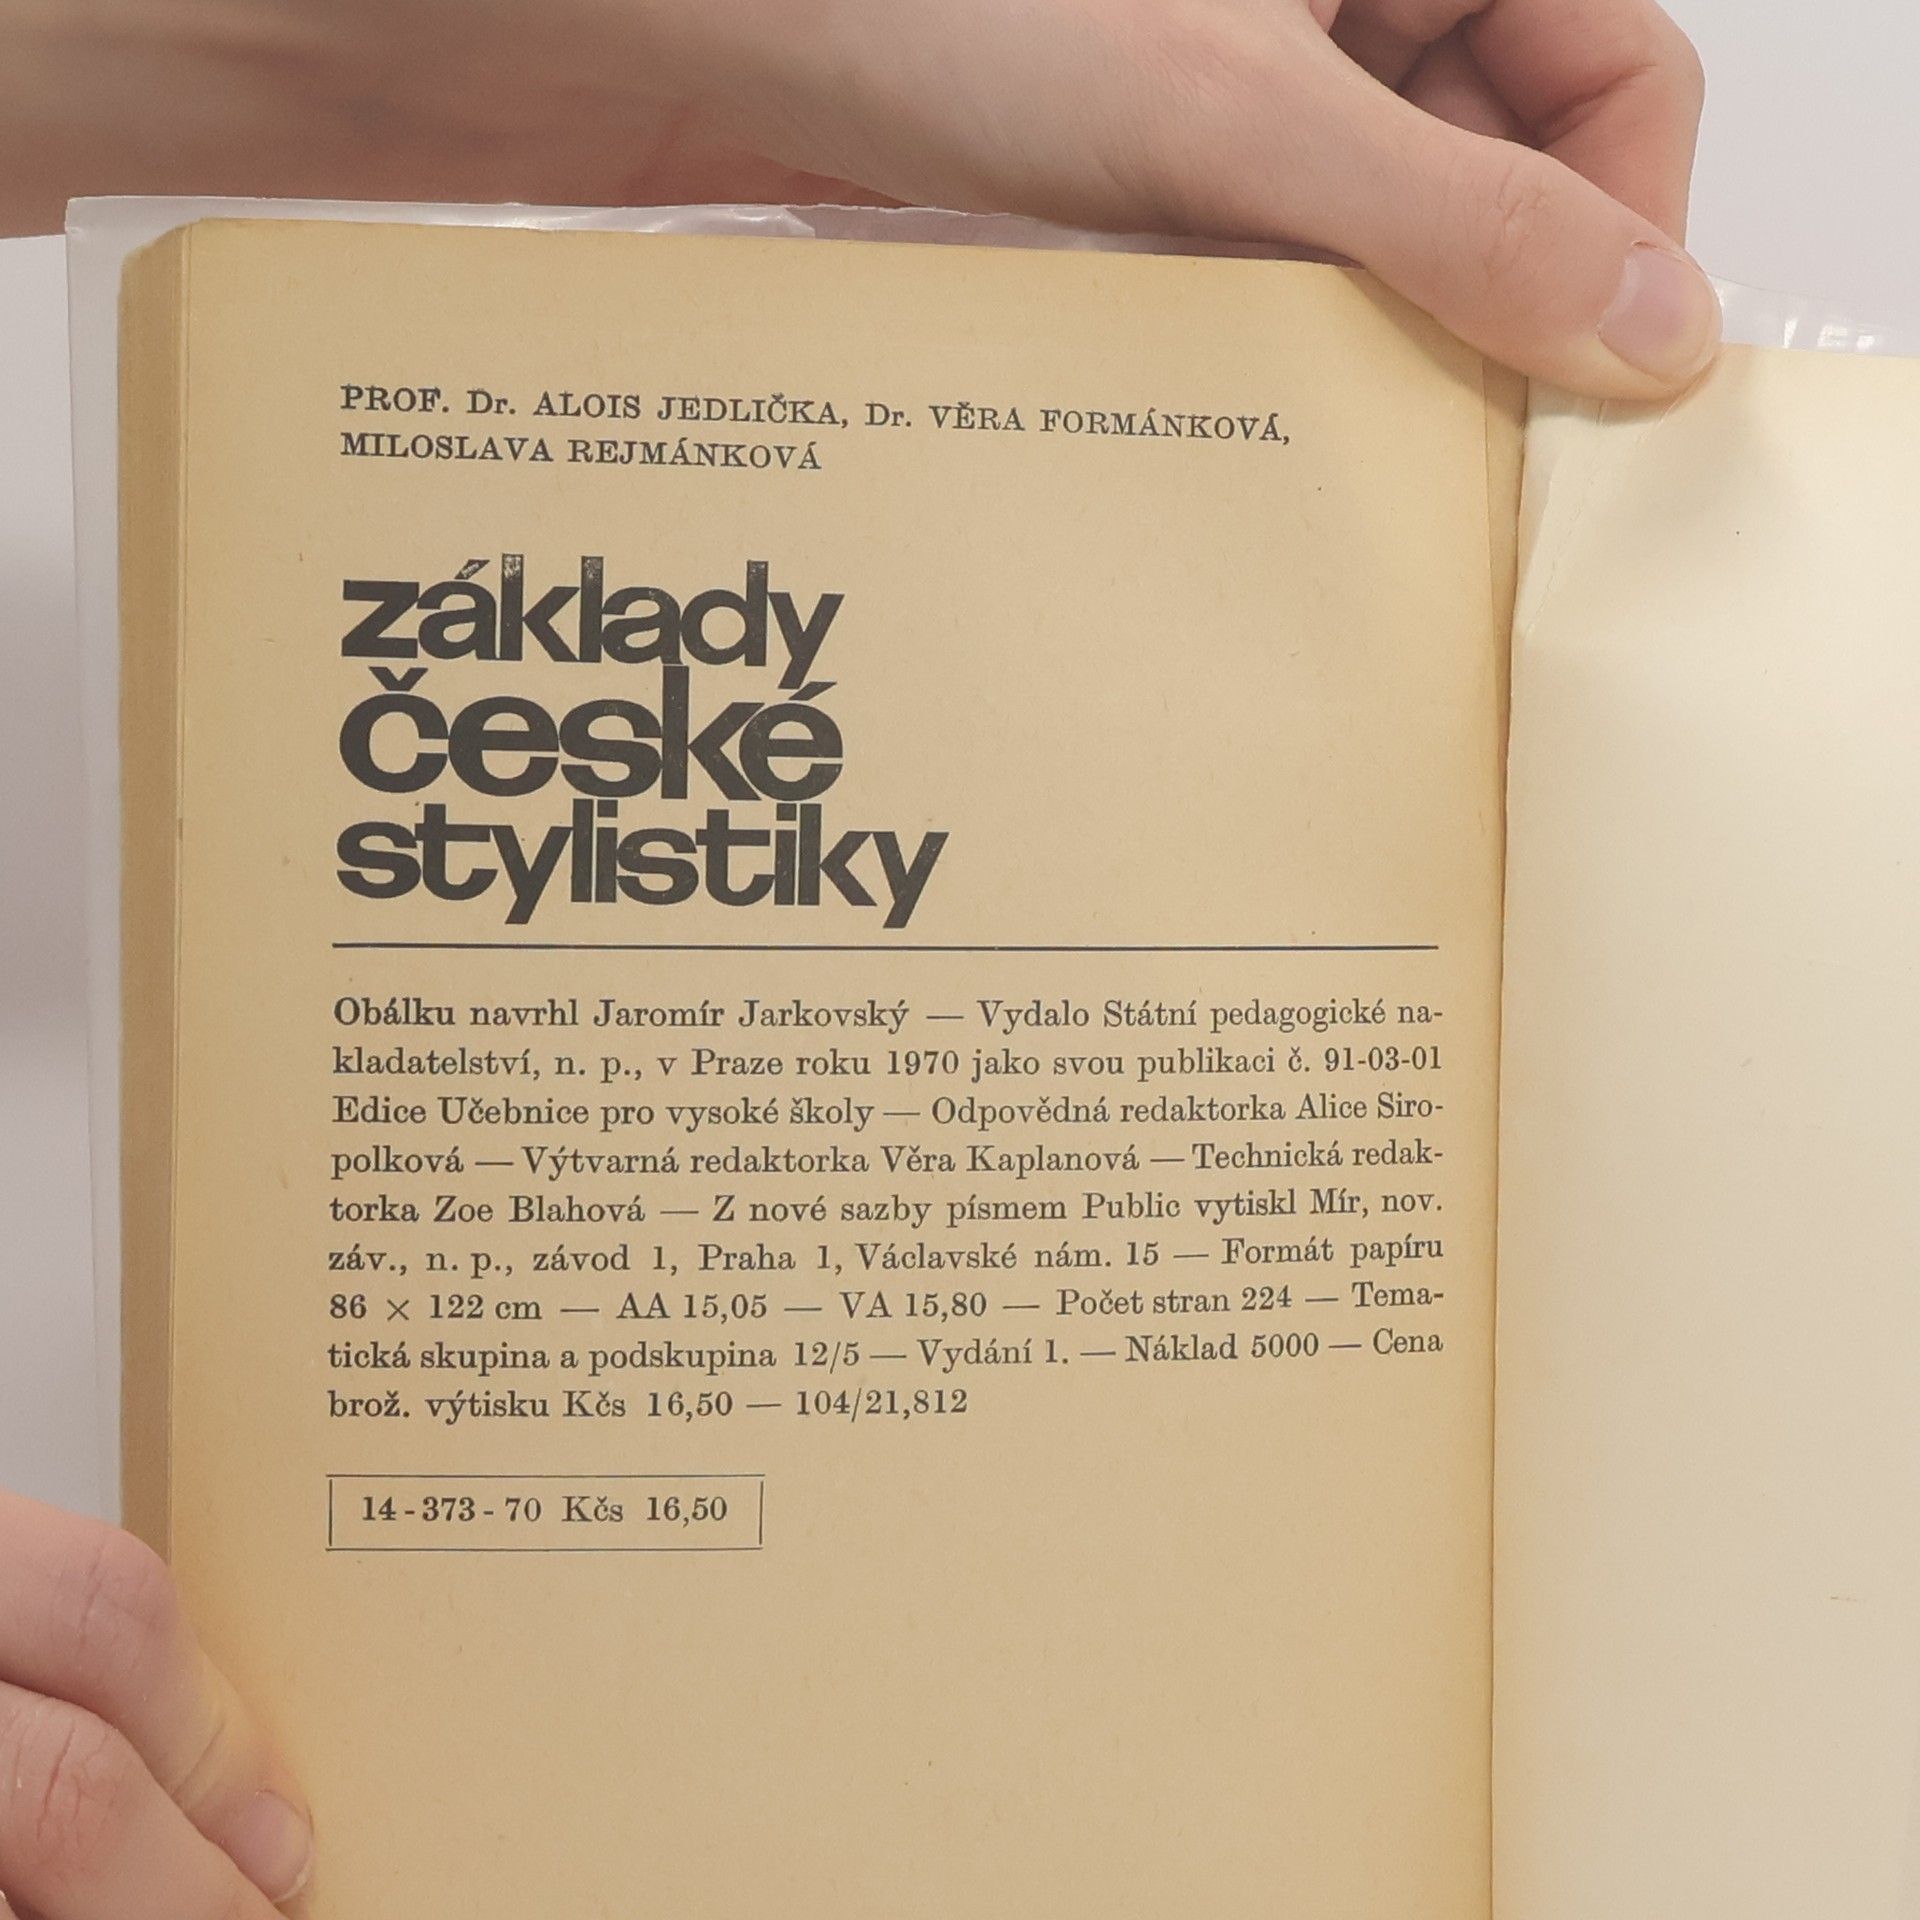 PROF. Dr. ALOIS JEDLIČKA, Dr. VĚRA FORMÁNKOVÁ,
MILOSLAVA REJMÁNKOVÁ
základy
české
stylistiky
Obálku navrhl Jaromír Jarkovský — Vydalo Státní pedagogické na-
kladatelství, n. p., v Praze roku 1970 jako svou publikaci č. 91-03-01
Edice Učebnice pro vysoké školy — Odpovědná redaktorka Alice Siro-
polková — Výtvarná redaktorka Věra Kaplanová — Technická redak-
torka Zoe Blahová — Z nové sazby písmem Public vytiskl Mír, nov.
záv., n. p., závod 1, Praha 1, Václavské nám. 15 — Formát papíru
86 × 122 cm — AA 15,05 — VA 15,80 — Počet stran 224 — Tema-
tická skupina a podskupina 12/5 — Vydání 1. — Náklad 5000 — Cena
brož. výtisku Kčs 16,50 — 104/21,812
14-373-70 Kčs 16,50